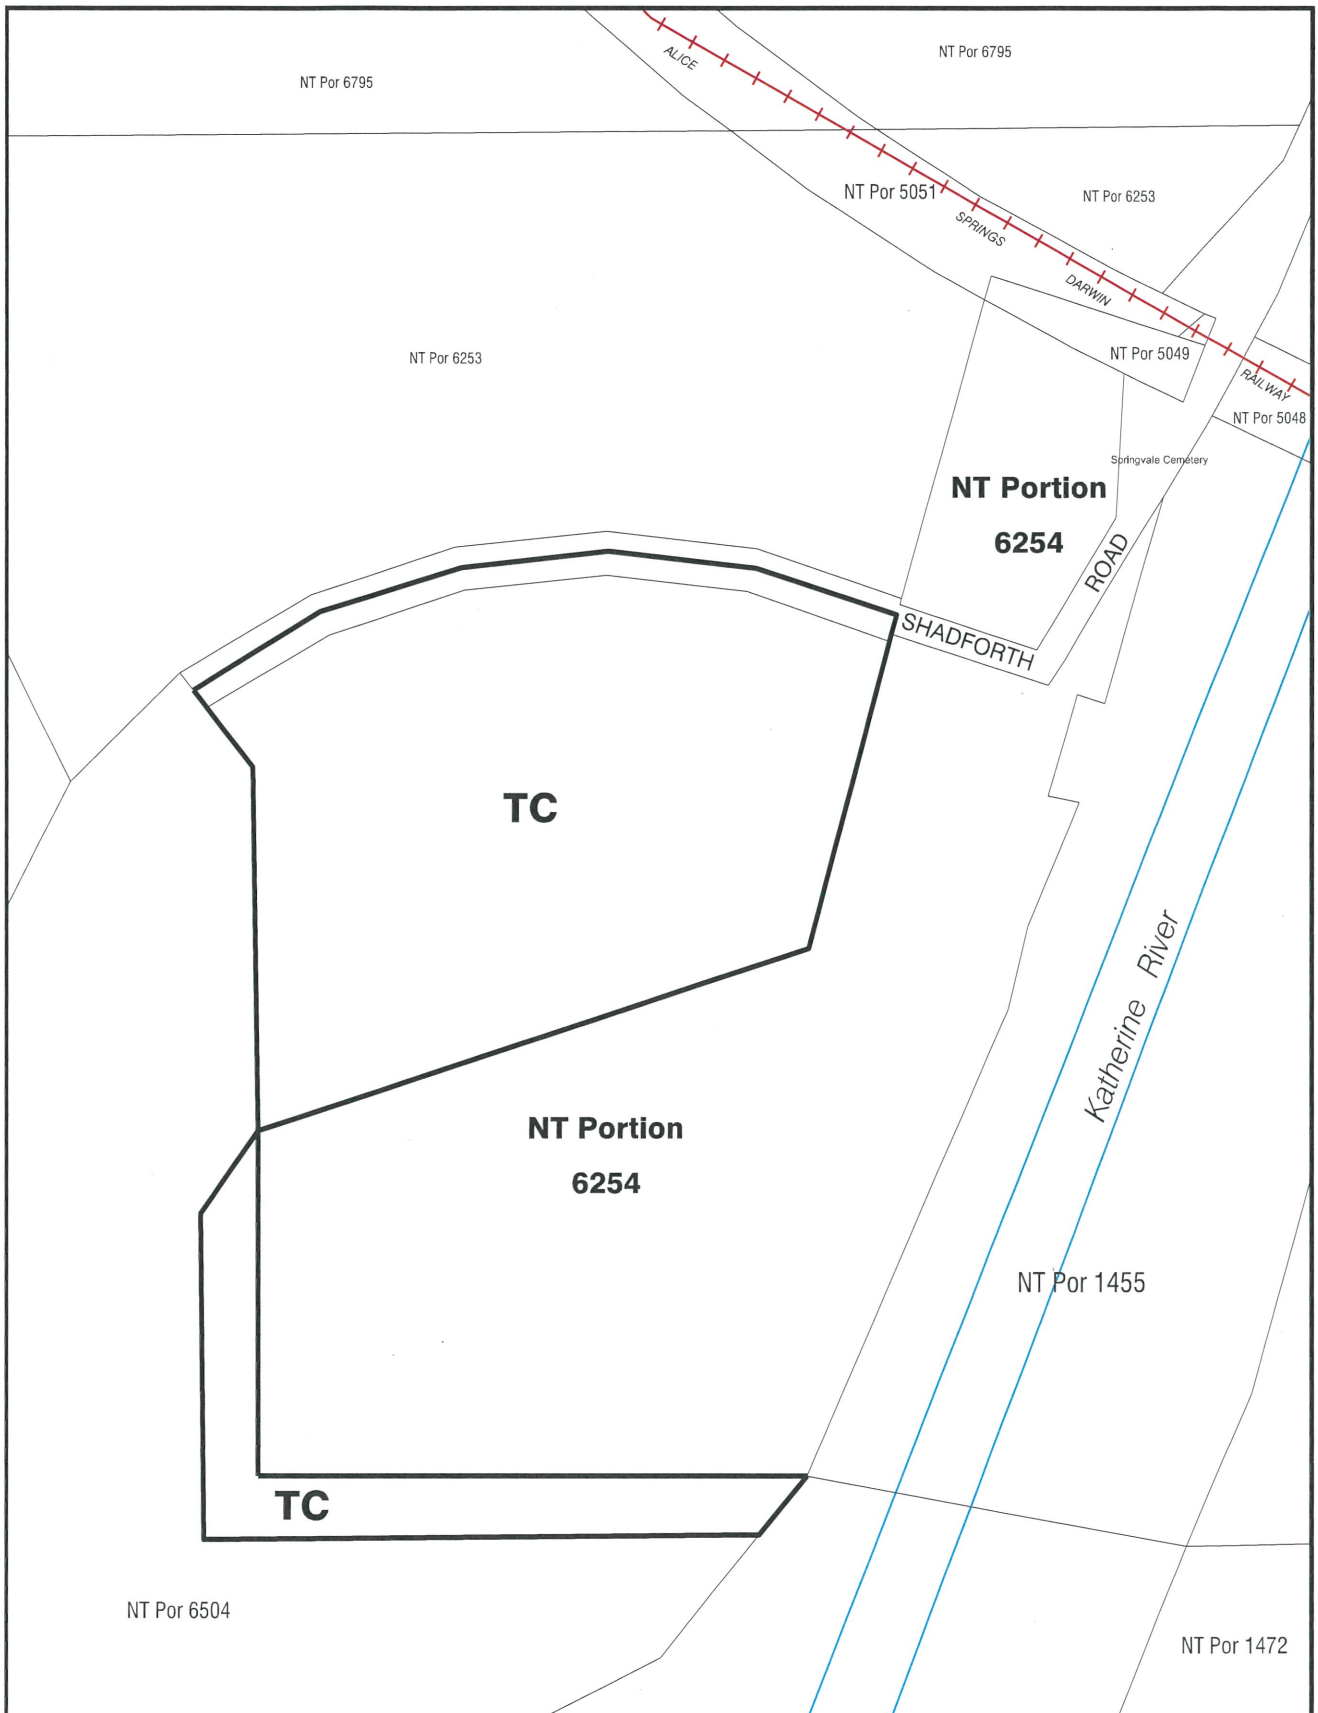 NT Por 6795
NT Por 6795
ALICE
SPRINGS
DARWIN
RAILWAY
NT Por 5051
NT Por 6253
NT Por 6253
NT Por 5049
NT Por 5048
Springvale Cemetery
NT Portion
6254
SHADFORTH
ROAD
TC
Katherine River
NT Portion
6254
NT Por 1455
TC
NT Por 6504
NT Por 1472